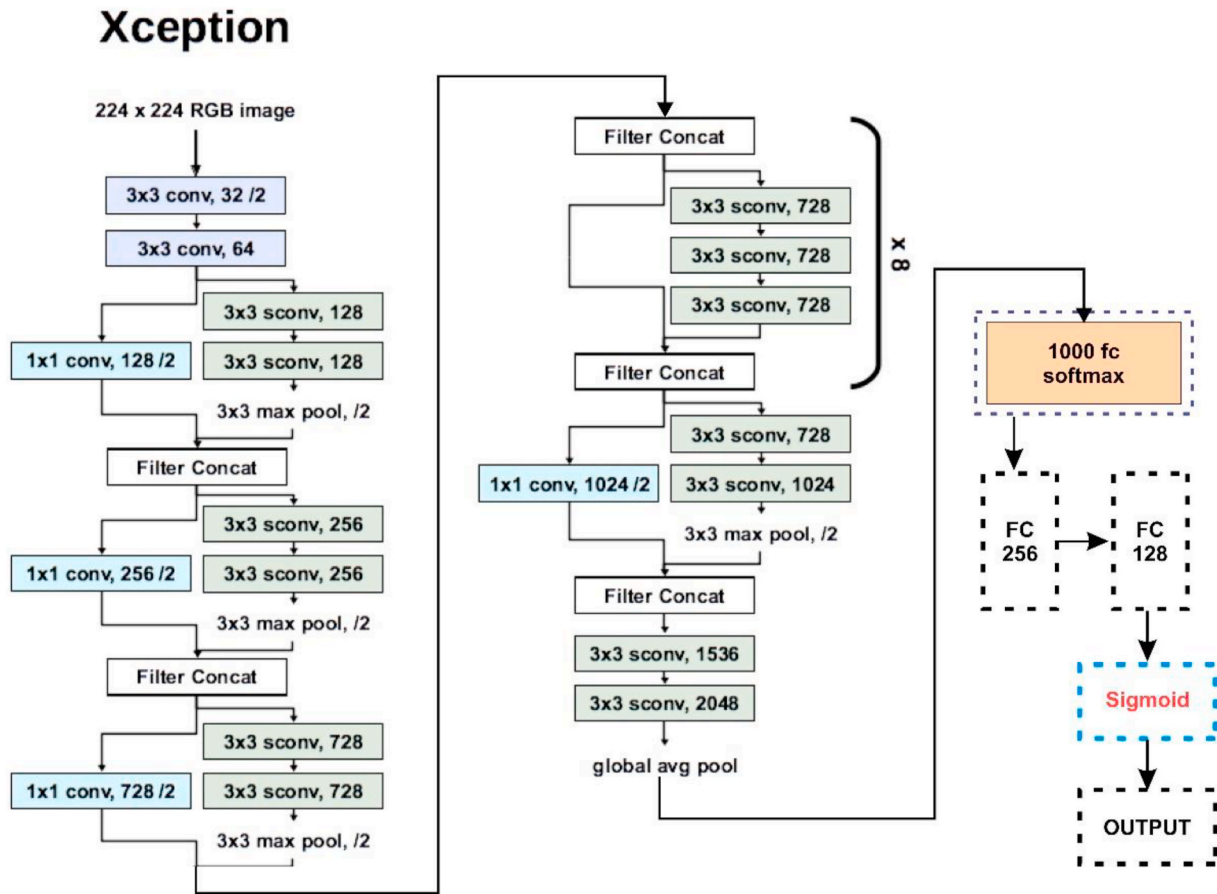 Xception
224 x 224 RGB image
3x3 conv, 32 /2
3x3 conv, 64
3x3 sconv, 128
1x1 conv, 128 /2
3x3 sconv, 128
3x3 max pool, /2
Filter Concat
3x3 sconv, 256
1x1 conv, 256 /2
3x3 sconv, 256
3x3 max pool, /2
Filter Concat
3x3 sconv, 728
1x1 conv, 728 /2
3x3 sconv, 728
3x3 max pool, /2
Filter Concat
3x3 sconv, 728
3x3 sconv, 728
3x3 sconv, 728
x 8
Filter Concat
3x3 sconv, 728
1x1 conv, 1024 /2
3x3 sconv, 1024
3x3 max pool, /2
Filter Concat
3x3 sconv, 1536
3x3 sconv, 2048
global avg pool
1000 fc
softmax
FC
256
FC
128
Sigmoid
OUTPUT